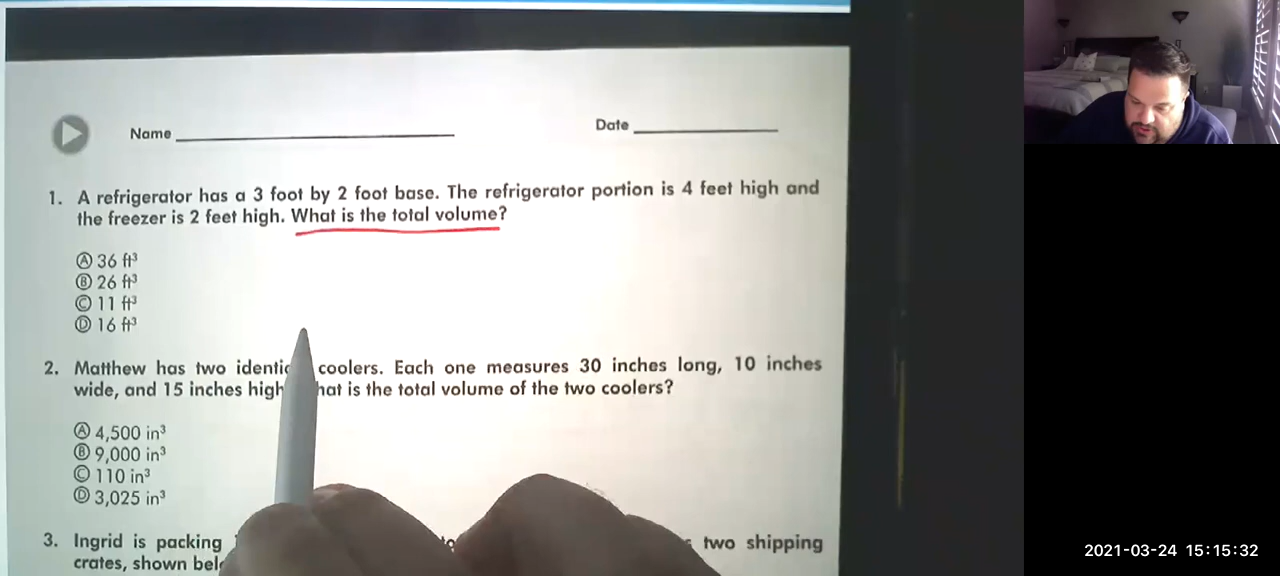 Name
Date
1. A refrigerator has a 3 foot by 2 foot base. The refrigerator portion is 4 feet high and
the freezer is 2 feet high. What is the total volume?
Ⓐ 36 ft³
Ⓑ 26 ft³
Ⓒ 11 ft³
Ⓓ 16 ft³
2. Matthew has two coolers. Each one measures 30 inches long, 10 inches
wide, and 15 inches high is the total volume of the two coolers?
Ⓐ 4,500 in³
Ⓑ 9,000 in³
Ⓒ 110 in³
Ⓓ 3,025 in³
3. Ingrid is packing two shipping
crates, shown
2021-03-24 15:15:32